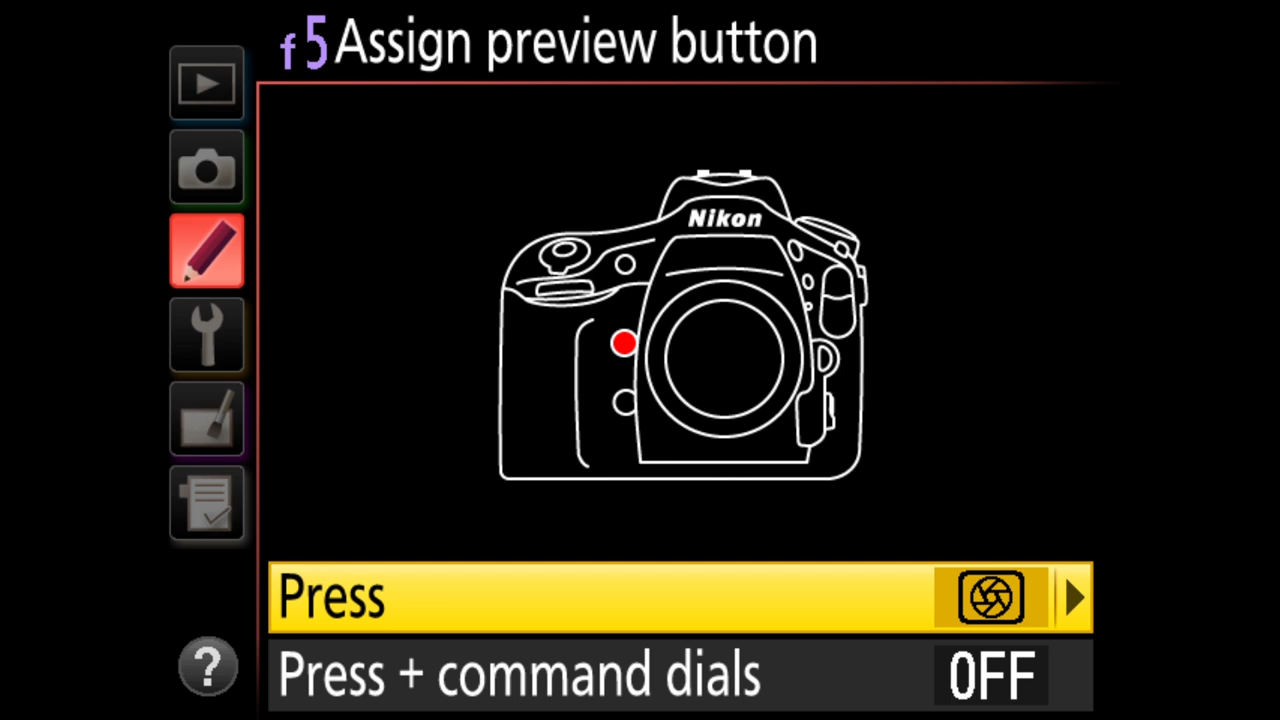 f5 Assign preview button
Nikon
Press
Press + command dials OFF
?